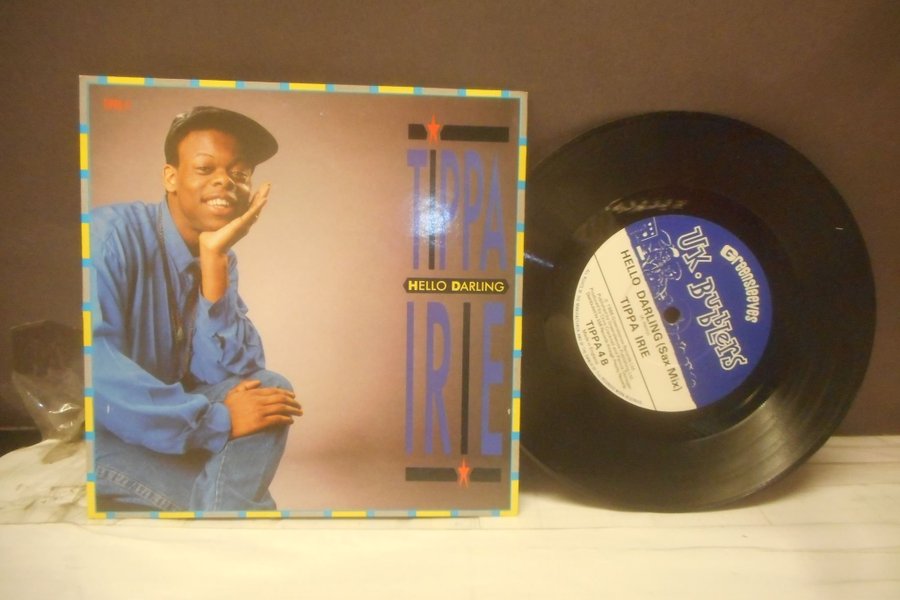 TIPPA
HELLO DARLING
IRIE
Greensleeves
U.K. Bubblers
HELLO DARLING (Sax Mix)
TIPPA IRIE
TIPPA 4 B